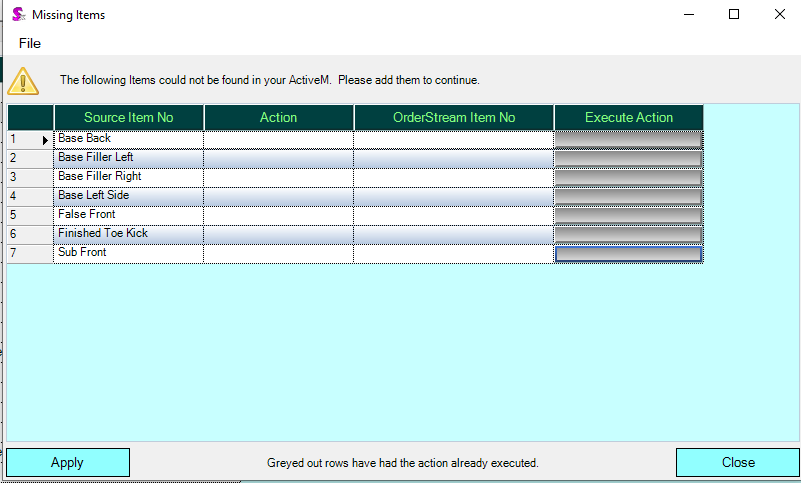 Missing Items
File
The following Items could not be found in your ActiveM. Please add them to continue.
Source Item No Action OrderStream Item No Execute Action
1 Base Back
2 Base Filler Left
3 Base Filler Right
4 Base Left Side
5 False Front
6 Finished Toe Kick
7 Sub Front
Apply Greyed out rows have had the action already executed. Close